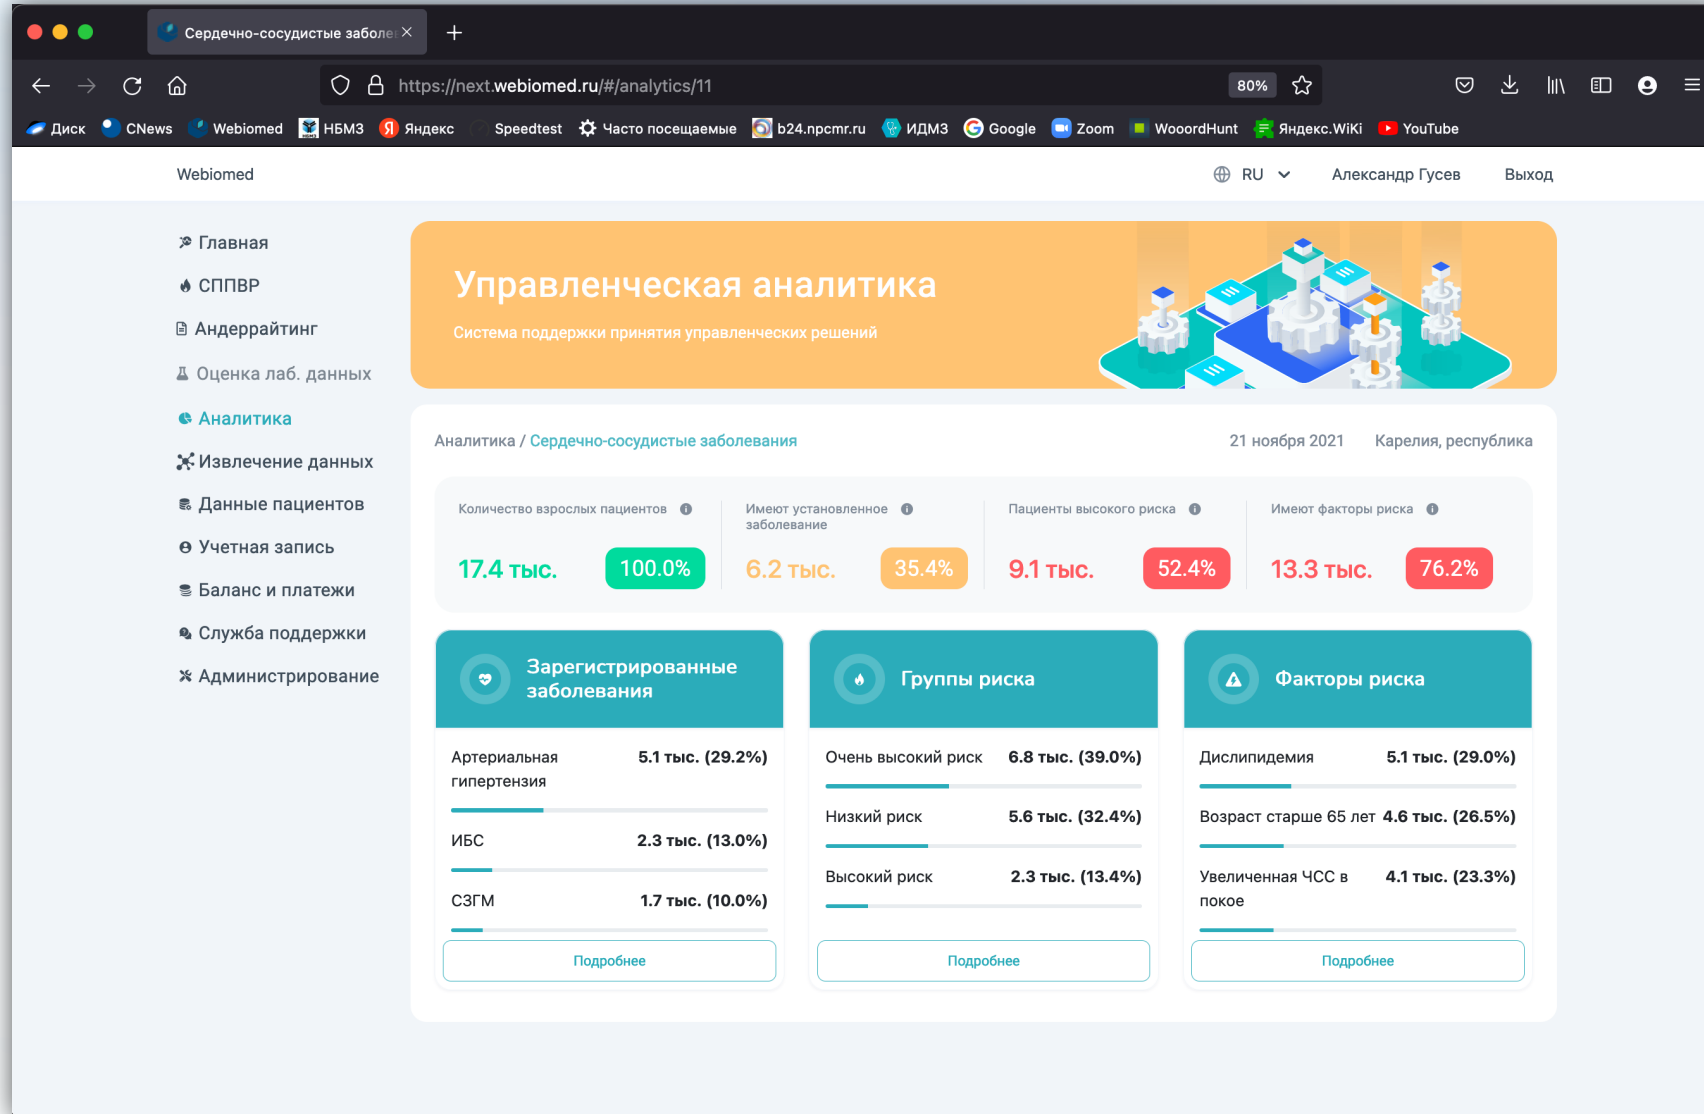 Сердечно-сосудистые заболе
https://next.webiomed.ru/#/analytics/11
80%
Диск
CNews
Webiomed
НБМЗ
Яндекс
Speedtest
Часто посещаемые
b24.npcmr.ru
ИДМЗ
Google
Zoom
WooordHunt
Яндекс.WiKi
YouTube
Webiomed
RU
Александр Гусев
Выход
Главная
СППВР
Андеррайтинг
Оценка лаб. данных
Аналитика
Извлечение данных
Данные пациентов
Учетная запись
Баланс и платежи
Служба поддержки
Администрирование
Управленческая аналитика
Система поддержки принятия управленческих решений
Аналитика / Сердечно-сосудистые заболевания
21 ноября 2021
Карелия, республика
Количество взрослых пациентов
17.4 тыс.
100.0%
Имеют установленное
заболевание
6.2 тыс.
35.4%
Пациенты высокого риска
9.1 тыс.
52.4%
Имеют факторы риска
13.3 тыс.
76.2%
Зарегистрированные
заболевания
Артериальная
гипертензия
5.1 тыс. (29.2%)
ИБС
2.3 тыс. (13.0%)
СЗГМ
1.7 тыс. (10.0%)
Подробнее
Группы риска
Очень высокий риск
6.8 тыс. (39.0%)
Низкий риск
5.6 тыс. (32.4%)
Высокий риск
2.3 тыс. (13.4%)
Подробнее
Факторы риска
Дислипидемия
5.1 тыс. (29.0%)
Возраст старше 65 лет
4.6 тыс. (26.5%)
Увеличенная ЧСС в
покое
4.1 тыс. (23.3%)
Подробнее